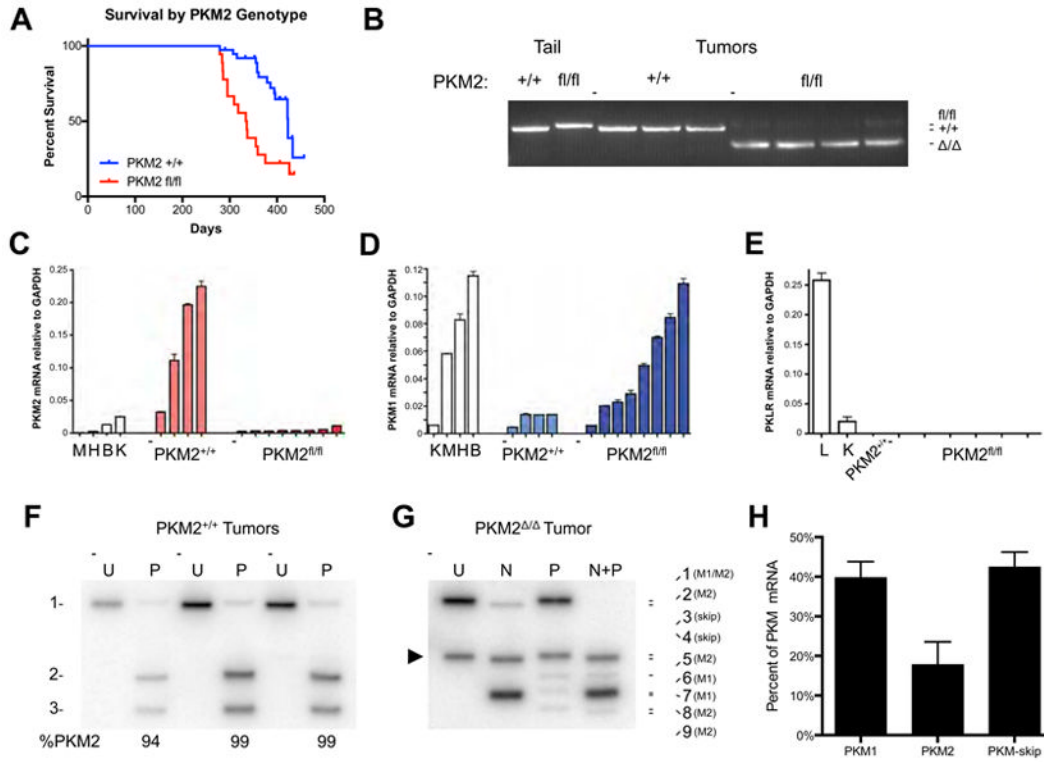 A
Survival by PKM2 Genotype
100
50
0
Percent Survival
PKM2 +/+
PKM2 fl/fl
0 100 200 300 400 500
Days
B
Tail Tumors
PKM2: +/+ fl/fl +/+ fl/fl
fl/fl
+/+
Δ/Δ
C
PKM2 mRNA relative to GAPDH
0.25
0.20
0.15
0.10
0.05
0
MHBK PKM2+/+ PKM2fl/fl
D
PKM1 mRNA relative to GAPDH
0.12
0.10
0.08
0.06
0.04
0.02
0
KMHB PKM2+/+ PKM2fl/fl
E
PKLR mRNA relative to GAPDH
0.25
0.20
0.15
0.10
0.05
0
L K PKM2+/+ PKM2fl/fl
F
PKM2+/+ Tumors
U P U P U P
1-
2-
3-
%PKM2 94 99 99
G
PKM2Δ/Δ Tumor
U N P N+P
1 (M1/M2)
2 (M2)
3 (skip)
4 (skip)
5 (M2)
6 (M1)
7 (M1)
8 (M2)
9 (M2)
H
Percent of PKM mRNA
50%
40%
30%
20%
10%
0%
PKM1 PKM2 PKM-skip